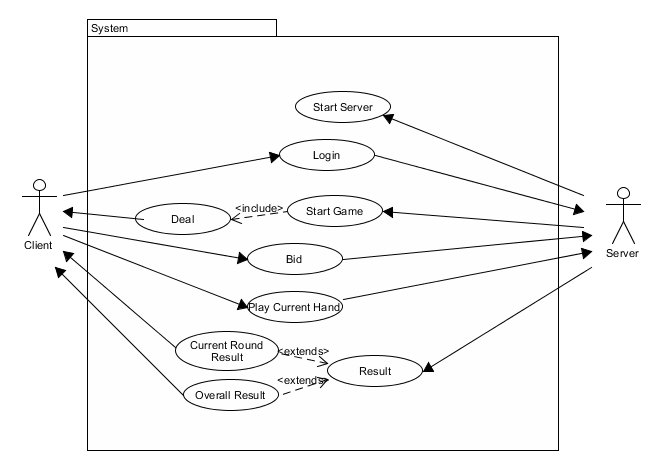 System
Start Server
Login
<include>
Deal
Start Game
Client
Server
Bid
Play Current Hand
Current Round
Result
<extends>
Result
<extends>
Overall Result